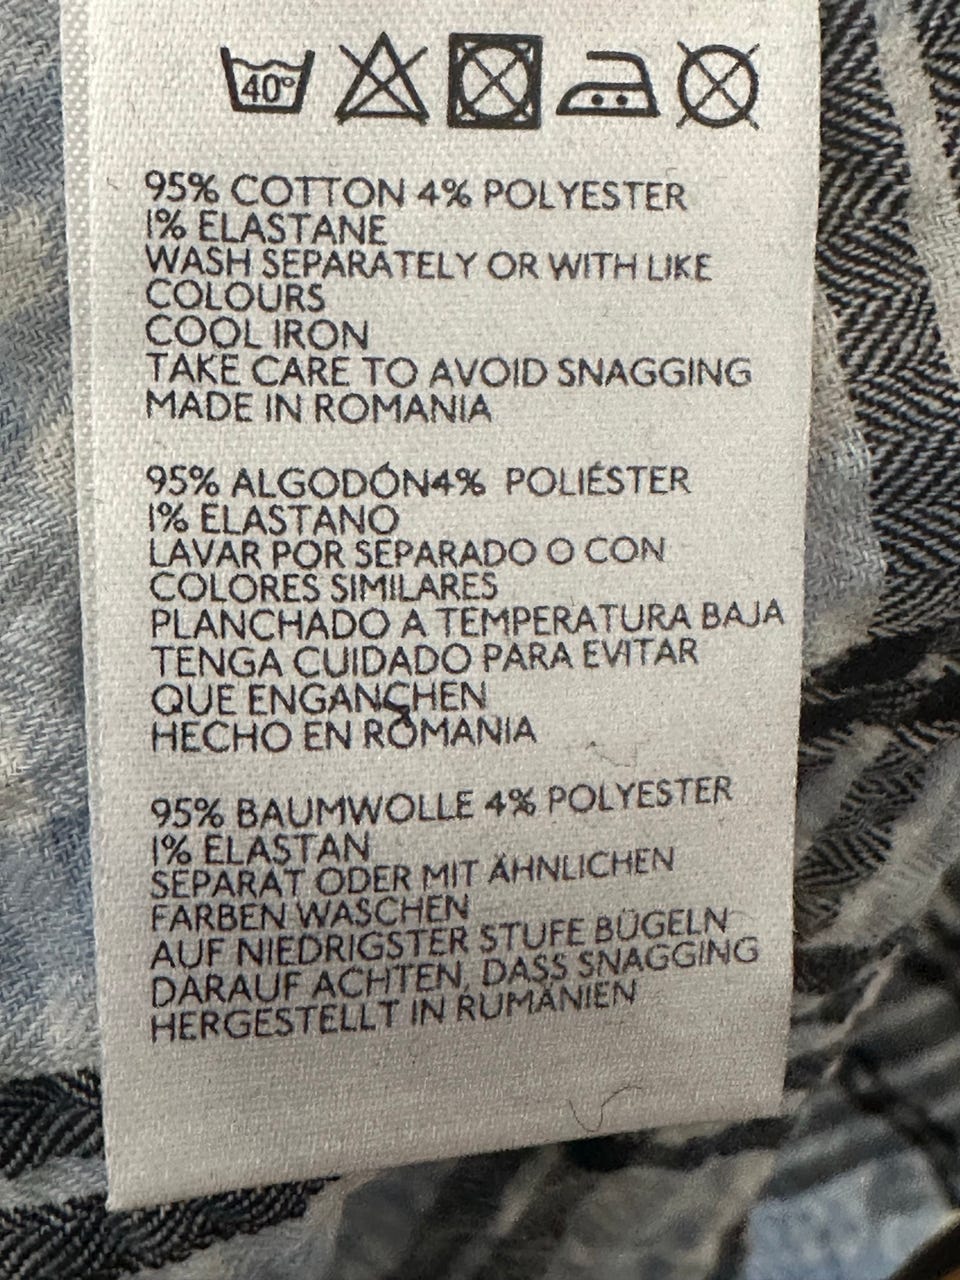 40°
95% COTTON 4% POLYESTER
1% ELASTANE
WASH SEPARATELY OR WITH LIKE
COLOURS
COOL IRON
TAKE CARE TO AVOID SNAGGING
MADE IN ROMANIA
95% ALGODÓN4% POLIÉSTER
1% ELASTANO
LAVAR POR SEPARADO O CON
COLORES SIMILARES
PLANCHADO A TEMPERATURA BAJA
TENGA CUIDADO PARA EVITAR
QUE ENGANCHEN
HECHO EN ROMANIA
95% BAUMWOLLE 4% POLYESTER
1% ELASTAN
SEPARAT ODER MIT ÄHNLICHEN
FARBEN WASCHEN
AUF NIEDRIGSTER STUFE BÜGELN
DARAUF ACHTEN, DASS SNAGGING
HERGESTELLT IN RUMÄNIEN